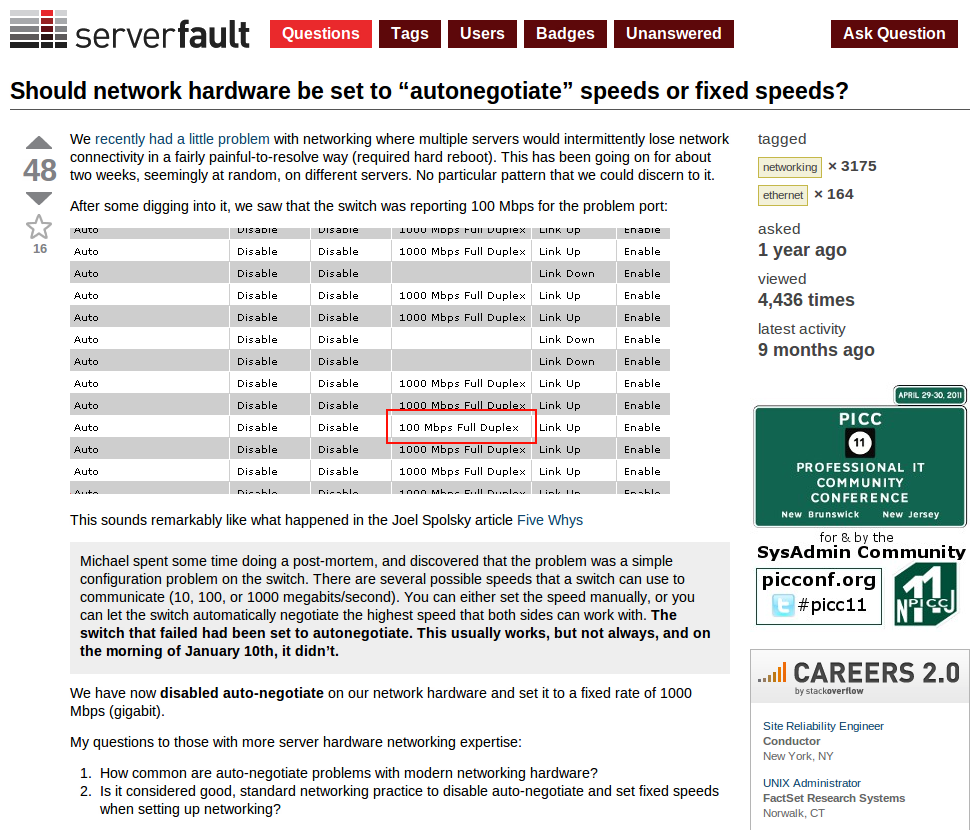 serverfault
Questions
Tags
Users
Badges
Unanswered
Ask Question
Should network hardware be set to “autonegotiate” speeds or fixed speeds?
48
16
We recently had a little problem with networking where multiple servers would intermittently lose network
connectivity in a fairly painful-to-resolve way (required hard reboot). This has been going on for about
two weeks, seemingly at random, on different servers. No particular pattern that we could discern to it.
After some digging into it, we saw that the switch was reporting 100 Mbps for the problem port:
Auto Disable Disable 1000 Mbps Full Duplex Link Up Enable
Auto Disable Disable 1000 Mbps Full Duplex Link Up Enable
Auto Disable Disable Link Down Enable
Auto Disable Disable 1000 Mbps Full Duplex Link Up Enable
Auto Disable Disable 1000 Mbps Full Duplex Link Up Enable
Auto Disable Disable Link Down Enable
Auto Disable Disable Link Down Enable
Auto Disable Disable 1000 Mbps Full Duplex Link Up Enable
Auto Disable Disable 1000 Mbps Full Duplex Link Up Enable
Auto Disable Disable 100 Mbps Full Duplex Link Up Enable
Auto Disable Disable 1000 Mbps Full Duplex Link Up Enable
Auto Disable Disable 1000 Mbps Full Duplex Link Up Enable
Auto Disable Disable 1000 Mbps Full Duplex Link Up Enable
This sounds remarkably like what happened in the Joel Spolsky article Five Whys
Michael spent some time doing a post-mortem, and discovered that the problem was a simple
configuration problem on the switch. There are several possible speeds that a switch can use to
communicate (10, 100, or 1000 megabits/second). You can either set the speed manually, or you
can let the switch automatically negotiate the highest speed that both sides can work with. The
switch that failed had been set to autonegotiate. This usually works, but not always, and on
the morning of January 10th, it didn’t.
We have now disabled auto-negotiate on our network hardware and set it to a fixed rate of 1000
Mbps (gigabit).
My questions to those with more server hardware networking expertise:
1. How common are auto-negotiate problems with modern networking hardware?
2. Is it considered good, standard networking practice to disable auto-negotiate and set fixed speeds
when setting up networking?
tagged
networking × 3175
ethernet × 164
asked
1 year ago
viewed
4,436 times
latest activity
9 months ago
APRIL 29-30, 2011
PICC
11
PROFESSIONAL IT
COMMUNITY
CONFERENCE
New Brunswick New Jersey
for & by the
SysAdmin Community
picconf.org
#picc11
11
NJ PICC
CAREERS 2.0
by stackoverflow
Site Reliability Engineer
Conductor
New York, NY
UNIX Administrator
FactSet Research Systems
Norwalk, CT